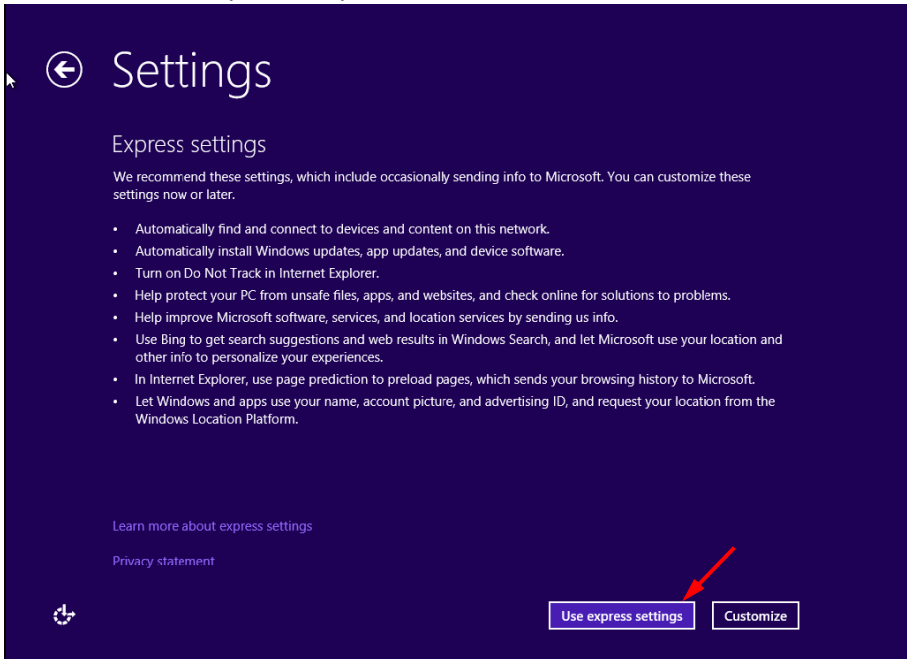 Settings
Express settings
We recommend these settings, which include occasionally sending info to Microsoft. You can customize these
settings now or later.
• Automatically find and connect to devices and content on this network.
• Automatically install Windows updates, app updates, and device software.
• Turn on Do Not Track in Internet Explorer.
• Help protect your PC from unsafe files, apps, and websites, and check online for solutions to problems.
• Help improve Microsoft software, services, and location services by sending us info.
• Use Bing to get search suggestions and web results in Windows Search, and let Microsoft use your location and
other info to personalize your experiences.
• In Internet Explorer, use page prediction to preload pages, which sends your browsing history to Microsoft.
• Let Windows and apps use your name, account picture, and advertising ID, and request your location from the
Windows Location Platform.
Learn more about express settings
Privacy statement
Use express settings Customize